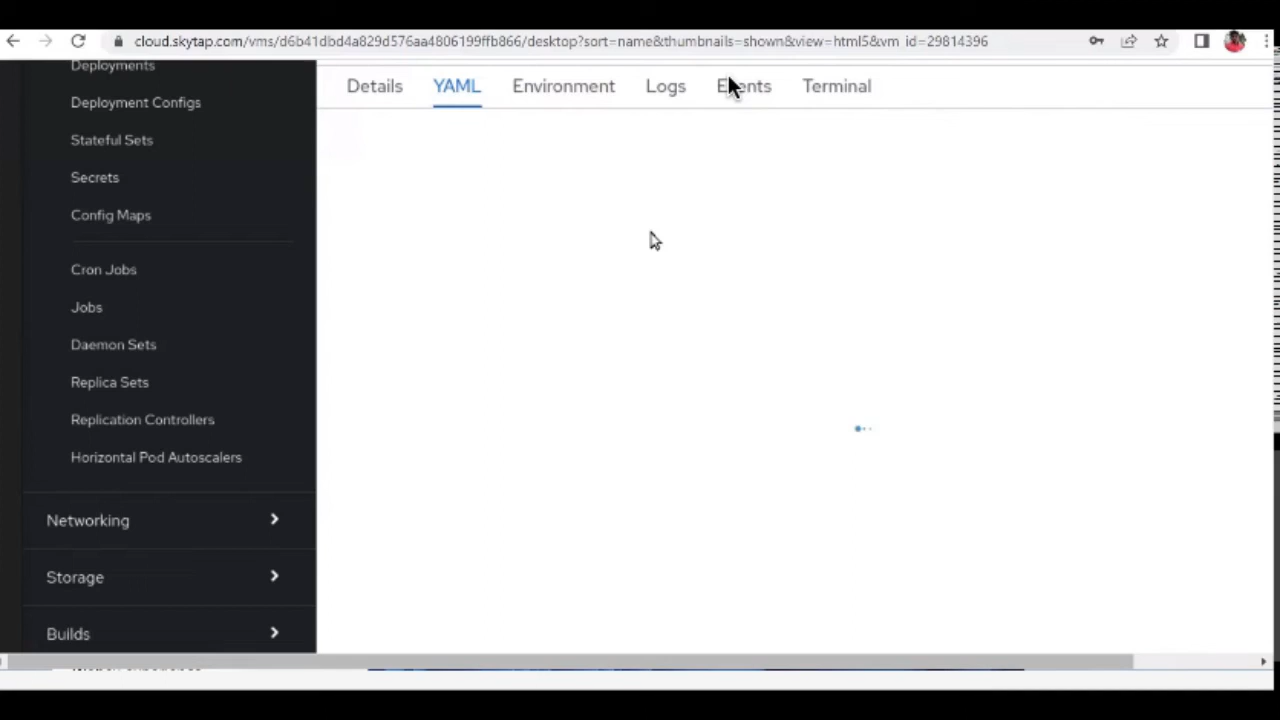 cloud.skytap.com/vms/d6b41dbd4a829d576aa4806199ffb866/desktop?sort=name&thumbnails=shown&view=html5&vm_id=29814396
Details YAML Environment Logs Events Terminal
Deployments
Deployment Configs
Stateful Sets
Secrets
Config Maps
Cron Jobs
Jobs
Daemon Sets
Replica Sets
Replication Controllers
Horizontal Pod Autoscalers
Networking
Storage
Builds